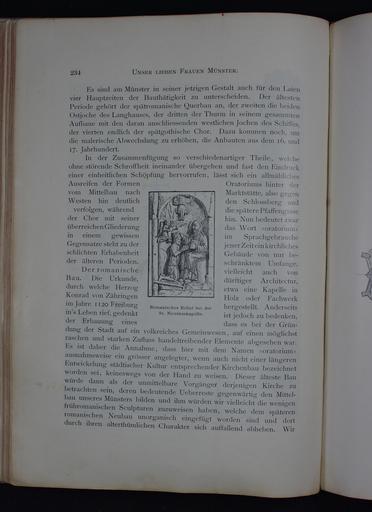 234 UNSER LIEBEN FRAUEN MÜNSTER.
Es sind am Münster in seiner jetzigen Gestalt auch für den Laien
vier Hauptzeiten der Bauthätigkeit zu unterscheiden. Der ältesten
Periode gehört der spätromanische Querbau an, der zweiten die beiden
Ostjoche des Langhauses, der dritten der Thurm in seinem gesammten
Aufbaue mit den daran anschliessenden westlichen Jochen des Schiffes,
der vierten endlich der spätgothische Chor. Dazu kommen noch, um
die malerische Abwechslung zu erhöhen, die Anbauten aus dem 16. und
17. Jahrhundert.
In der Zusammenfügung so verschiedenartiger Theile, welche
ohne störende Schroffheit ineinander übergehen und fast den Eindruck
einer einheitlichen Schöpfung hervorrufen, lässt sich ein allmähliches
Ausreifen der Formen
vom Mittelbau nach
Westen hin deutlich
verfolgen, während
der Chor mit seiner
überreichen Gliederung
in einem gewissen
Gegensatze steht zu der
schlichten Erhabenheit
der älteren Perioden.
Der romanische
Bau. Die Urkunde,
durch welche Herzog
Konrad von Zähringen
im Jahre 1120 Freiburg
in's Leben rief, gedenkt
der Erbauung eines
Romanisches Relief bei der
St. Nicolauskapelle.
Oratoriums hinter der
Marktstätte, also gegen
den Schlossberg und
die spätere Pfaffengasse
hin. Nun bedeutet zwar
das Wort ‹oratorium›
im Sprachgebrauche
jener Zeit ein kirchliches
Gebäude von nur be-
schränktem Umfange,
vielleicht auch von
dürftiger Architectur,
etwa eine Kapelle in
Holz oder Fachwerk
hergestellt. Anderseits
ist jedoch zu bedenken,
dass es bei der Grün-
dung der Stadt auf ein volkreiches Gemeinwesen, auf einen möglichst
raschen und starken Zufluss handeltreibender Elemente abgesehen war.
Es ist daher die Annahme, dass hier mit dem Namen ‹oratorium›
ausnahmsweise ein grösser angelegter, wenn auch nicht einer längeren
Entwickelung städtischer Kultur entsprechender Kirchenbau bezeichnet
worden sei, keineswegs von der Hand zu weisen. Dieser älteste Bau
würde dann als der unmittelbare Vorgänger derjenigen Kirche zu
betrachten sein, deren bedeutende Ueberreste gegenwärtig den Mittel-
bau unseres Münsters bilden und ihm würden wir vielleicht die wenigen
frühromanischen Sculpturen zuzuweisen haben, welche dem späteren
romanischen Neubau unorganisch eingefügt worden sind und dort
durch ihren alterthümlichen Charakter sich auffallend abheben. Wir